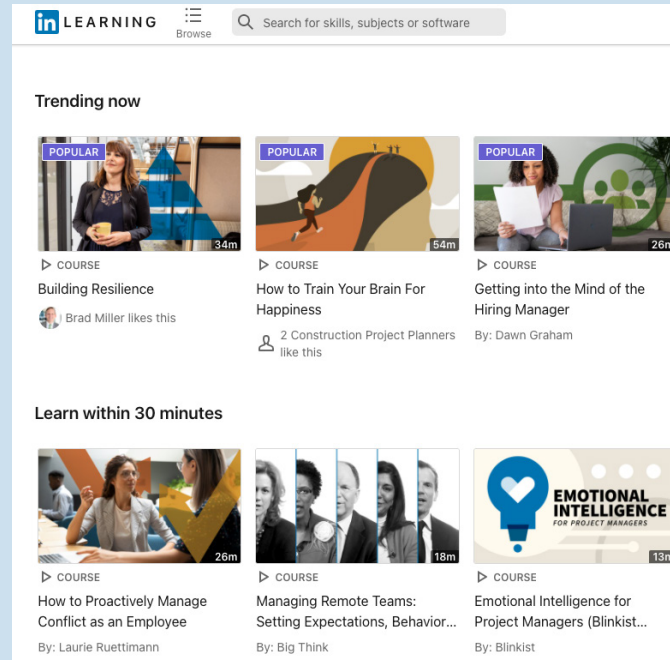 in LEARNING
Browse
Search for skills, subjects or software
Trending now
POPULAR
34m
COURSE
Building Resilience
Brad Miller likes this
POPULAR
54m
COURSE
How to Train Your Brain For
Happiness
2 Construction Project Planners
like this
POPULAR
26m
COURSE
Getting into the Mind of the
Hiring Manager
By: Dawn Graham
Learn within 30 minutes
26m
COURSE
How to Proactively Manage
Conflict as an Employee
By: Laurie Ruettimann
18m
COURSE
Managing Remote Teams:
Setting Expectations, Behavior...
By: Big Think
EMOTIONAL
INTELLIGENCE
FOR PROJECT MANAGERS
13m
COURSE
Emotional Intelligence for
Project Managers (Blinkist...
By: Blinkist